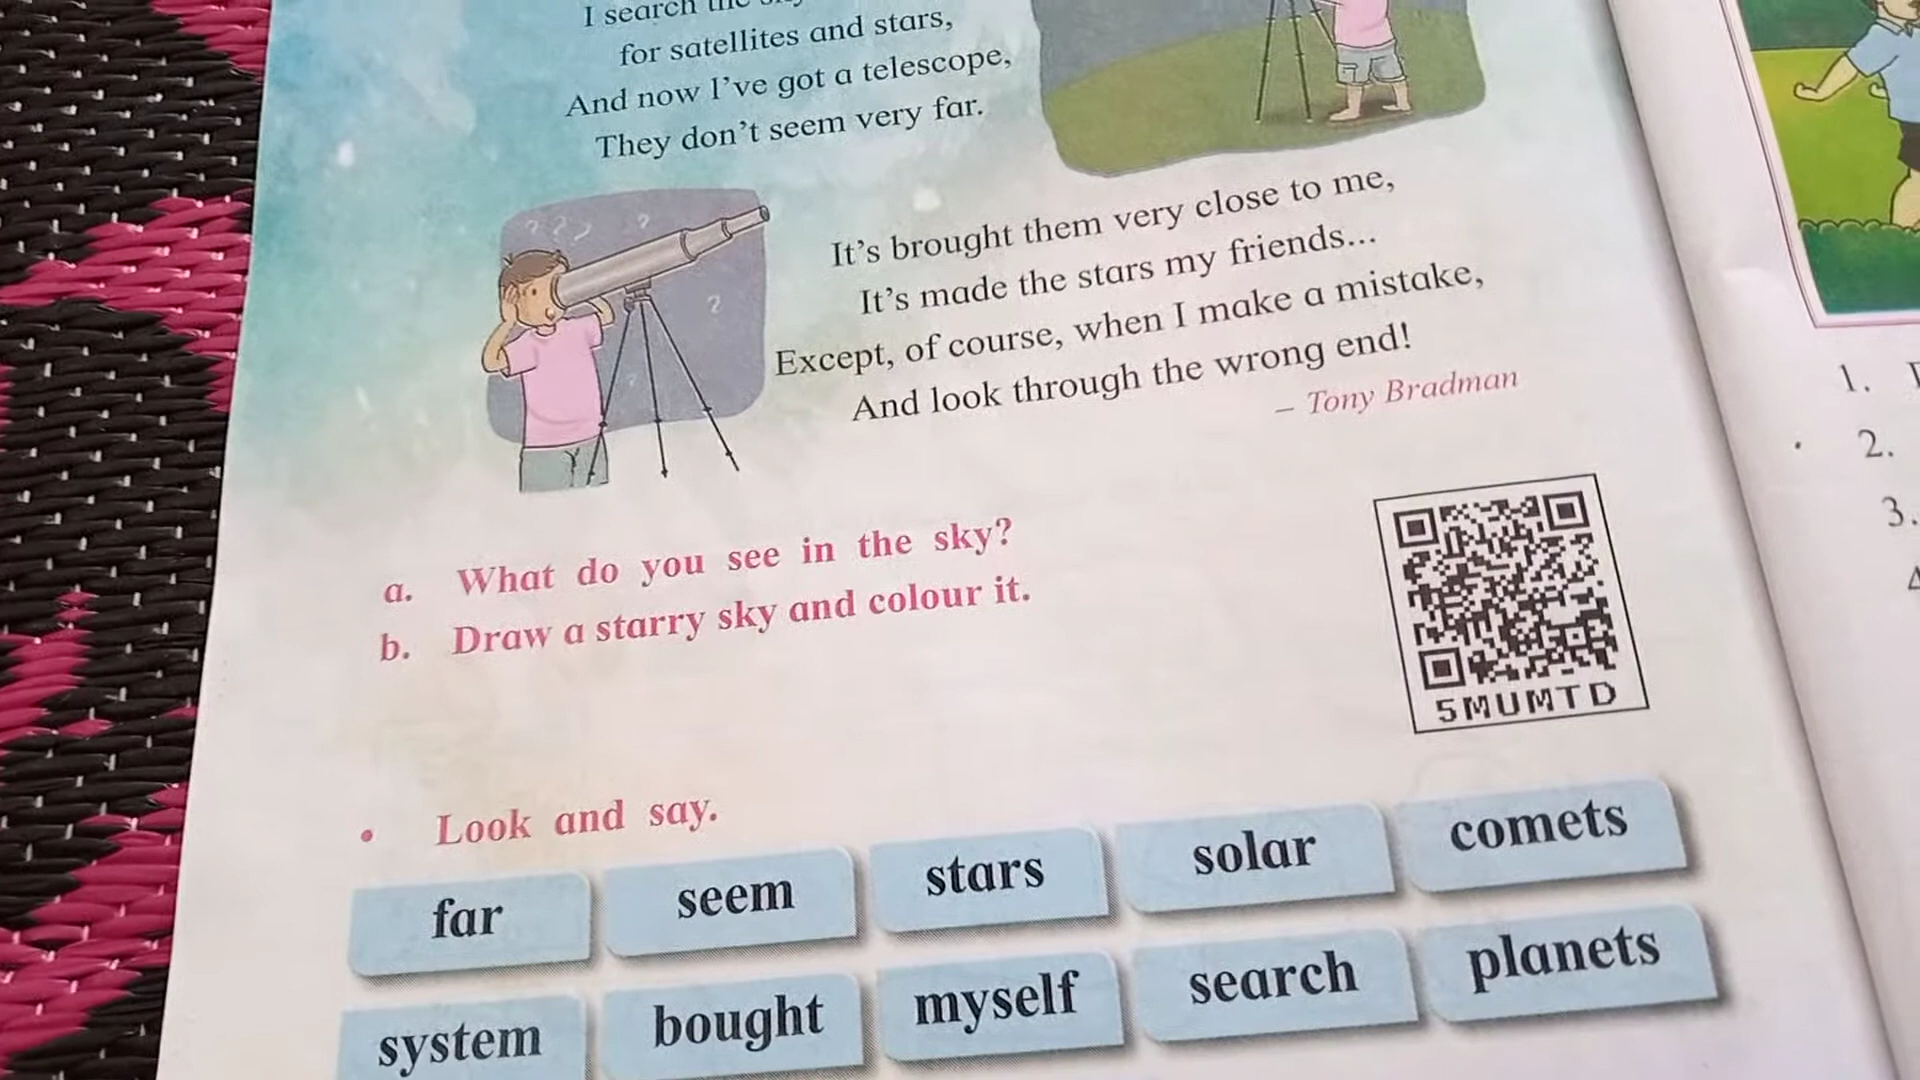 I search the
for satellites and stars,
And now I've got a telescope,
They don't seem very far.
It's brought them very close to me,
It's made the stars my friends...
Except, of course, when I make a mistake,
And look through the wrong end!
– Tony Bradman
a. What do you see in the sky?
b. Draw a starry sky and colour it.
5MUMTD
• Look and say.
far seem stars solar comets
system bought myself search planets
1.
2.
3.